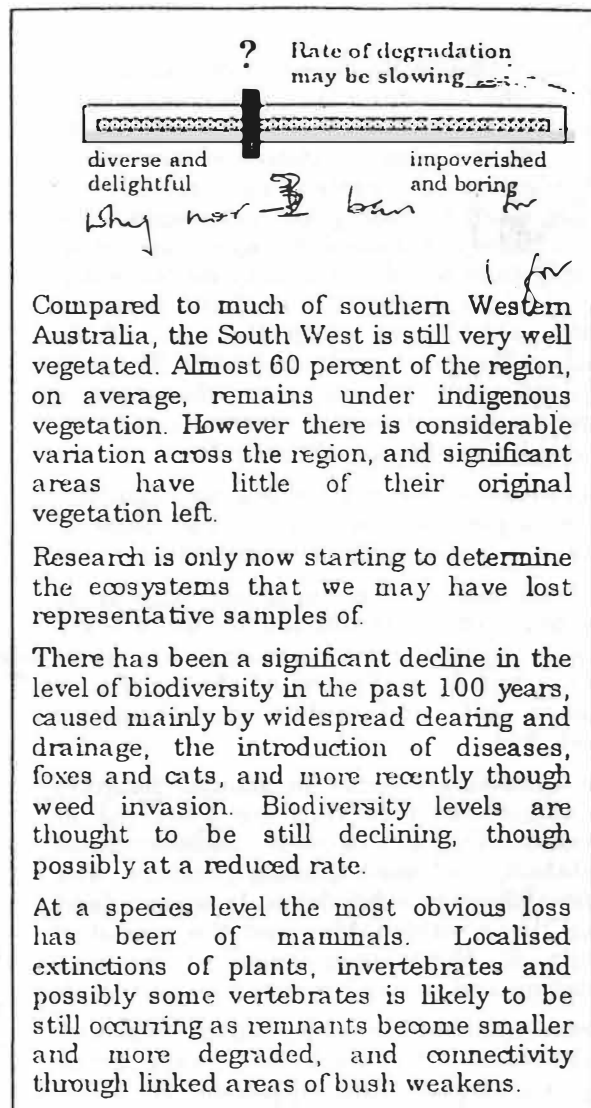 ? Rate of degradation
may be slowing
diverse and impoverished
delightful and boring
why not
Compared to much of southern Western
Australia, the South West is still very well
vegetated. Almost 60 percent of the region,
on average, remains under indigenous
vegetation. However there is considerable
variation across the region, and significant
areas have little of their original
vegetation left.
Research is only now starting to determine
the ecosystems that we may have lost
representative samples of.
There has been a significant decline in the
level of biodiversity in the past 100 years,
caused mainly by widespread clearing and
drainage, the introduction of diseases,
foxes and cats, and more recently though
weed invasion. Biodiversity levels are
thought to be still declining, though
possibly at a reduced rate.
At a species level the most obvious loss
has been of mammals. Localised
extinctions of plants, invertebrates and
possibly some vertebrates is likely to be
still occurring as remnants become smaller
and more degraded, and connectivity
through linked areas of bush weakens.